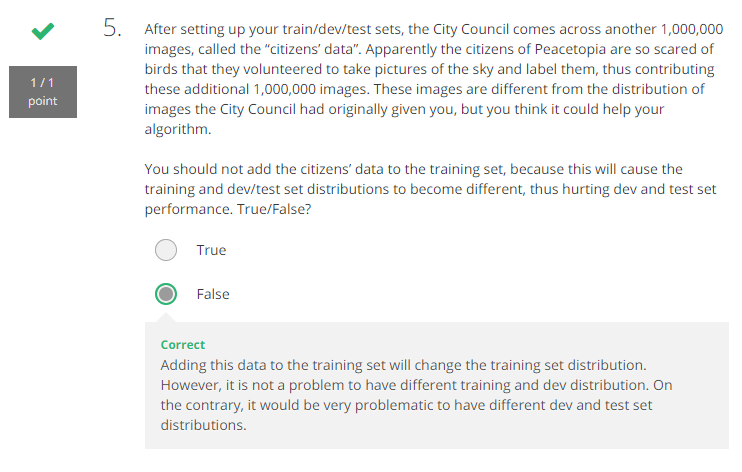 5.
1 / 1
point
After setting up your train/dev/test sets, the City Council comes across another 1,000,000
images, called the “citizens’ data”. Apparently the citizens of Peacetopia are so scared of
birds that they volunteered to take pictures of the sky and label them, thus contributing
these additional 1,000,000 images. These images are different from the distribution of
images the City Council had originally given you, but you think it could help your
algorithm.
You should not add the citizens’ data to the training set, because this will cause the
training and dev/test set distributions to become different, thus hurting dev and test set
performance. True/False?
True
False
Correct
Adding this data to the training set will change the training set distribution.
However, it is not a problem to have different training and dev distribution. On
the contrary, it would be very problematic to have different dev and test set
distributions.